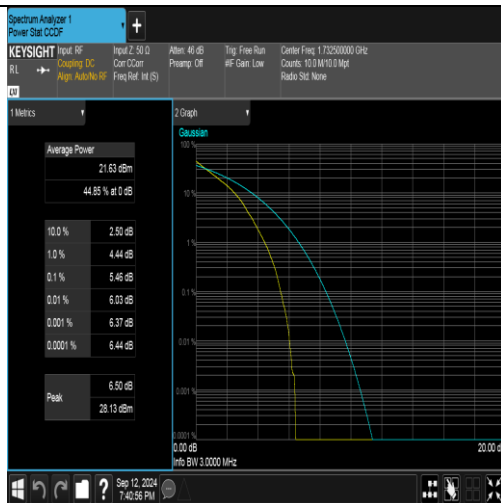 Spectrum Analyzer 1
Power Stat CCDF
KEYSIGHT
RL
Input: RF
Coupling: DC
Align: Auto/No RF
Input Z: 50 Ω
Corr CCorr
Freq Ref: Int (S)
Atten: 46 dB
Preamp: Off
Trig: Free Run
#IF Gain: Low
Center Freq: 1.732500000 GHz
Counts: 10.0 M/10.0 Mpt
Radio Std: None
1 Metrics
Average Power
21.63 dBm
44.85 % at 0 dB
10.0 % 2.50 dB
1.0 % 4.44 dB
0.1 % 5.46 dB
0.01 % 6.03 dB
0.001 % 6.37 dB
0.0001 % 6.44 dB
Peak 6.50 dB
28.13 dBm
2 Graph
Gaussian
100 %
10 %
1 %
0.1 %
0.01 %
0.001 %
0.0001 %
0.00 dB
20.00 d
Info BW 3.0000 MHz
Sep 12, 2024
7:40:56 PM